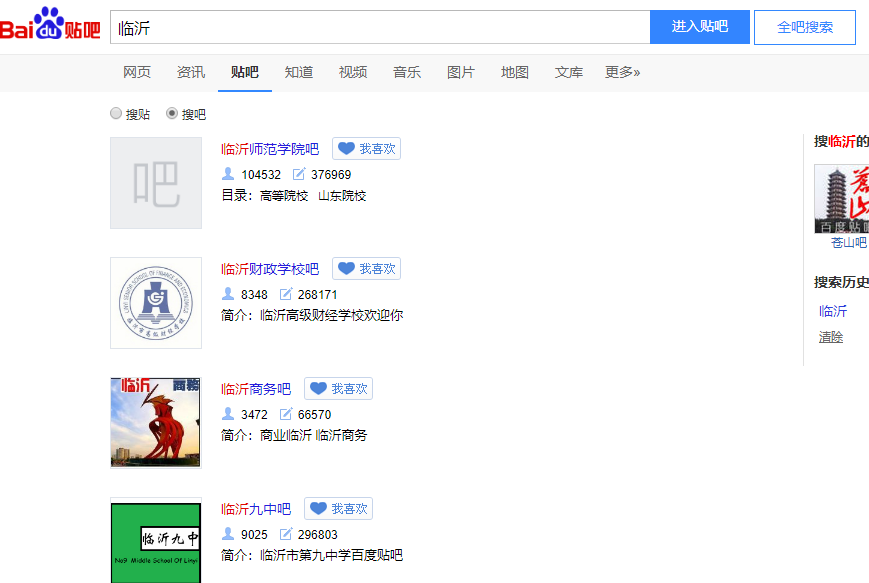 Bai du 贴吧
临沂
进入贴吧
全吧搜索
网页 资讯 贴吧 知道 视频 音乐 图片 地图 文库 更多»
搜贴 搜吧
吧
临沂师范学院吧 我喜欢
104532 376969
目录：高等院校 山东院校
临沂财政学校吧 我喜欢
8348 268171
简介：临沂高级财经学校欢迎你
临沂 商務
临沂商务吧 我喜欢
3472 66570
简介：商业临沂 临沂商务
临沂九中
No9 Middle School Of Linyi
临沂九中吧 我喜欢
9025 296803
简介：临沂市第九中学百度贴吧
搜临沂的
苍山
百度贴吧
苍山吧
搜索历史
临沂
清除